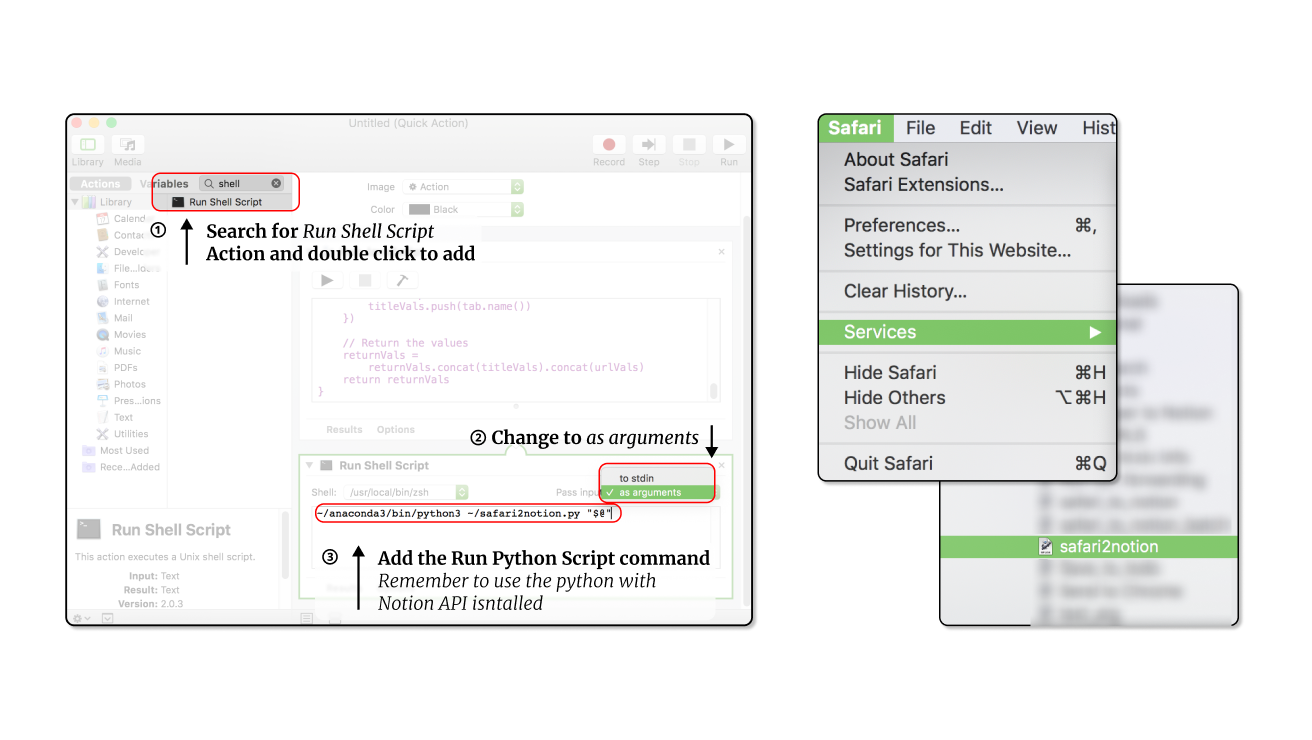 Untitled (Quick Action)
Library Media
Record Step Stop Run
Actions Variables shell
Library
Run Shell Script
Calend
Conta
Develo
File...lders
Fonts
Internet
Mail
Movies
Music
PDFs
Photos
Pres...ions
Text
Utilities
Most Used
Rece...Added
Image Action
Color Black
① Search for Run Shell Script
Action and double click to add
titleVals.push(tab.name())
})
// Return the values
returnVals =
returnVals.concat(titleVals).concat(urlVals)
return returnVals
}
Results Options
② Change to as arguments
Run Shell Script
to stdin
Shell: /usr/local/bin/zsh Pass input ✓ as arguments
~/anaconda3/bin/python3 ~/safari2notion.py "$@"
③ Add the Run Python Script command
Remember to use the python with
Notion API isntalled
Run Shell Script
This action executes a Unix shell script.
Input: Text
Result: Text
Version: 2.0.3
Safari File Edit View Hist
About Safari
Safari Extensions...
Preferences... ⌘,
Settings for This Website...
Clear History...
Services ▶
Hide Safari ⌘H
Hide Others ⌥⌘H
Show All
Quit Safari ⌘Q
safari2notion